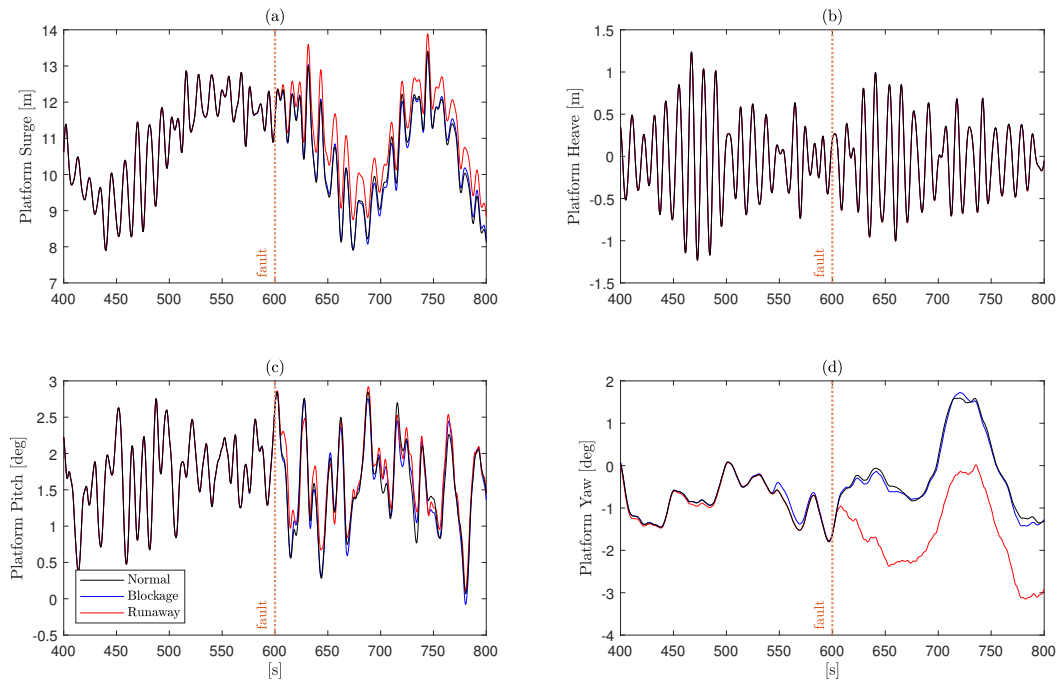 (a)
Platform Surge [m]
14
13
12
11
10
9
8
7
fault
400 450 500 550 600 650 700 750 800
(b)
Platform Heave [m]
1.5
1
0.5
0
-0.5
-1
-1.5
fault
400 450 500 550 600 650 700 750 800
(c)
Platform Pitch [deg]
3
2.5
2
1.5
1
0.5
0
-0.5
Normal
Blockage
Runaway
fault
400 450 500 550 600 650 700 750 800
[s]
(d)
Platform Yaw [deg]
2
1
0
-1
-2
-3
-4
fault
400 450 500 550 600 650 700 750 800
[s]